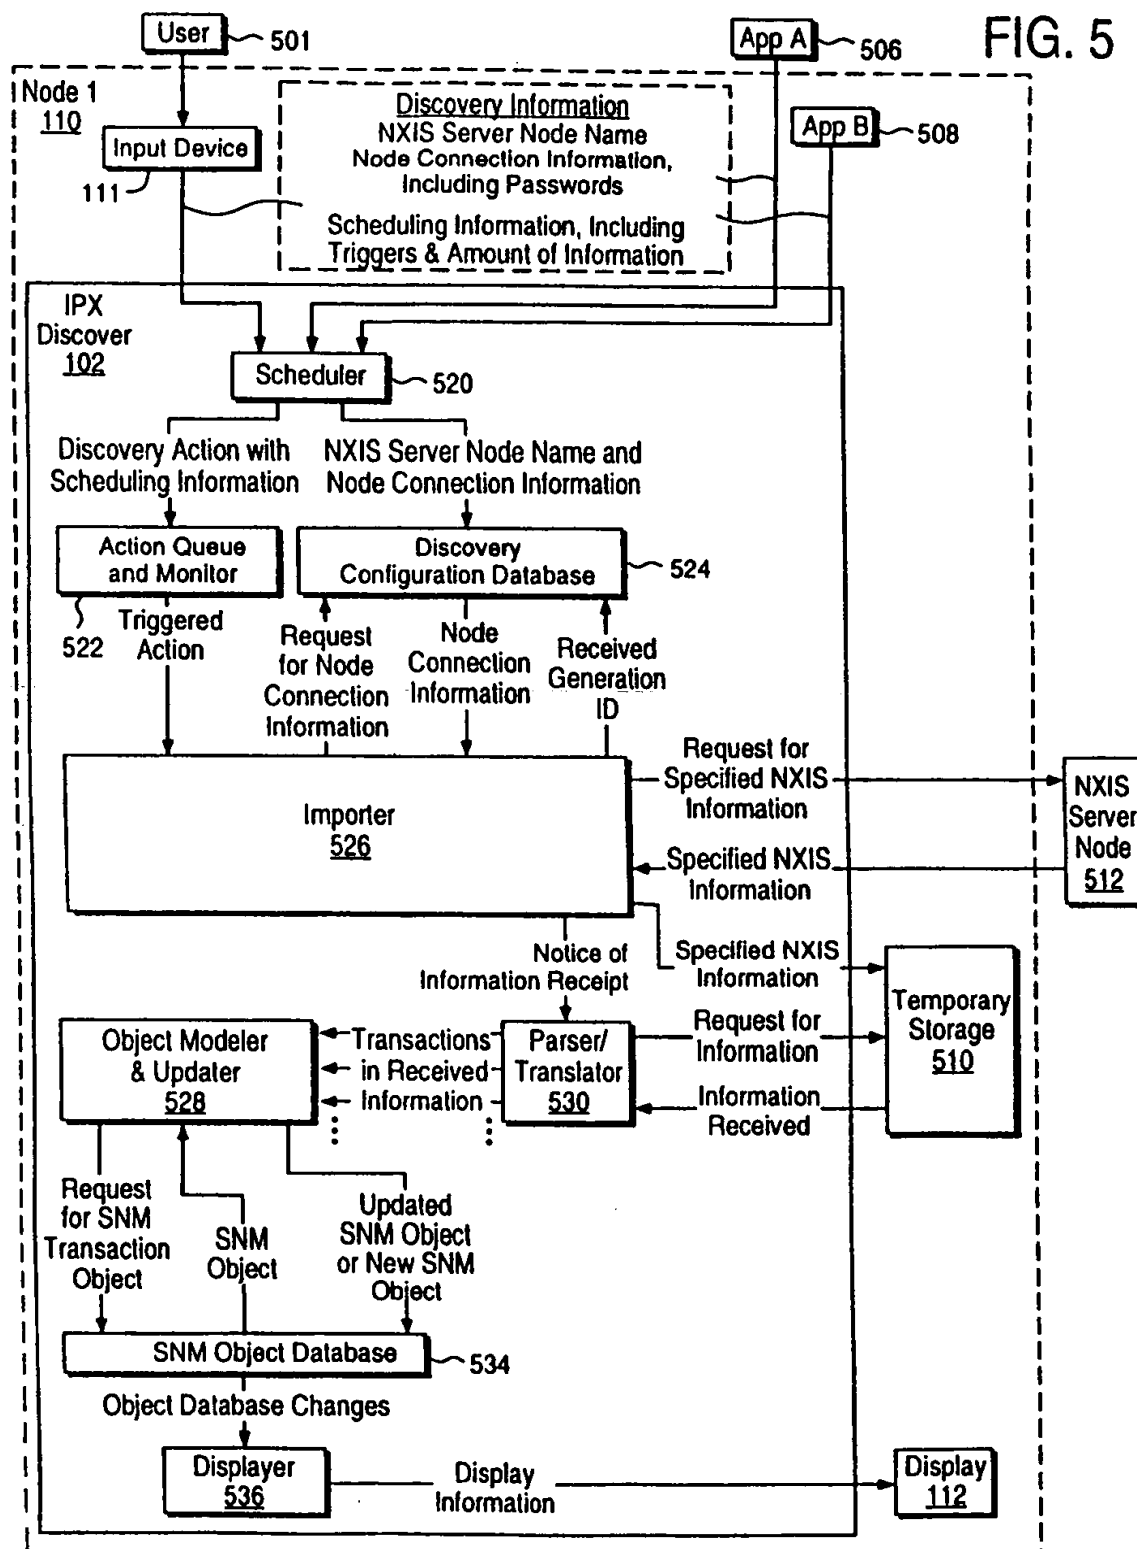 FIG. 5
User
501
App A
506
Node 1
110
Input Device
111
Discovery Information
NXIS Server Node Name
Node Connection Information,
Including Passwords
Scheduling Information, Including
Triggers & Amount of Information
App B
508
IPX
Discover
102
Scheduler
520
Discovery Action with
Scheduling Information
NXIS Server Node Name and
Node Connection Information
Action Queue
and Monitor
522
Discovery
Configuration Database
524
Triggered
Action
Request
for Node
Connection
Information
Node
Connection
Information
Received
Generation
ID
Importer
526
Request for
Specified NXIS
Information
Specified NXIS
Information
NXIS
Server
Node
512
Notice of
Information Receipt
Specified NXIS
Information
Temporary
Storage
510
Object Modeler
& Updater
528
Transactions
in Received
Information
Parser/
Translator
530
Request for
Information
Information
Received
Request
for SNM
Transaction
Object
SNM
Object
Updated
SNM Object
or New SNM
Object
SNM Object Database
534
Object Database Changes
Displayer
536
Display
Information
Display
112